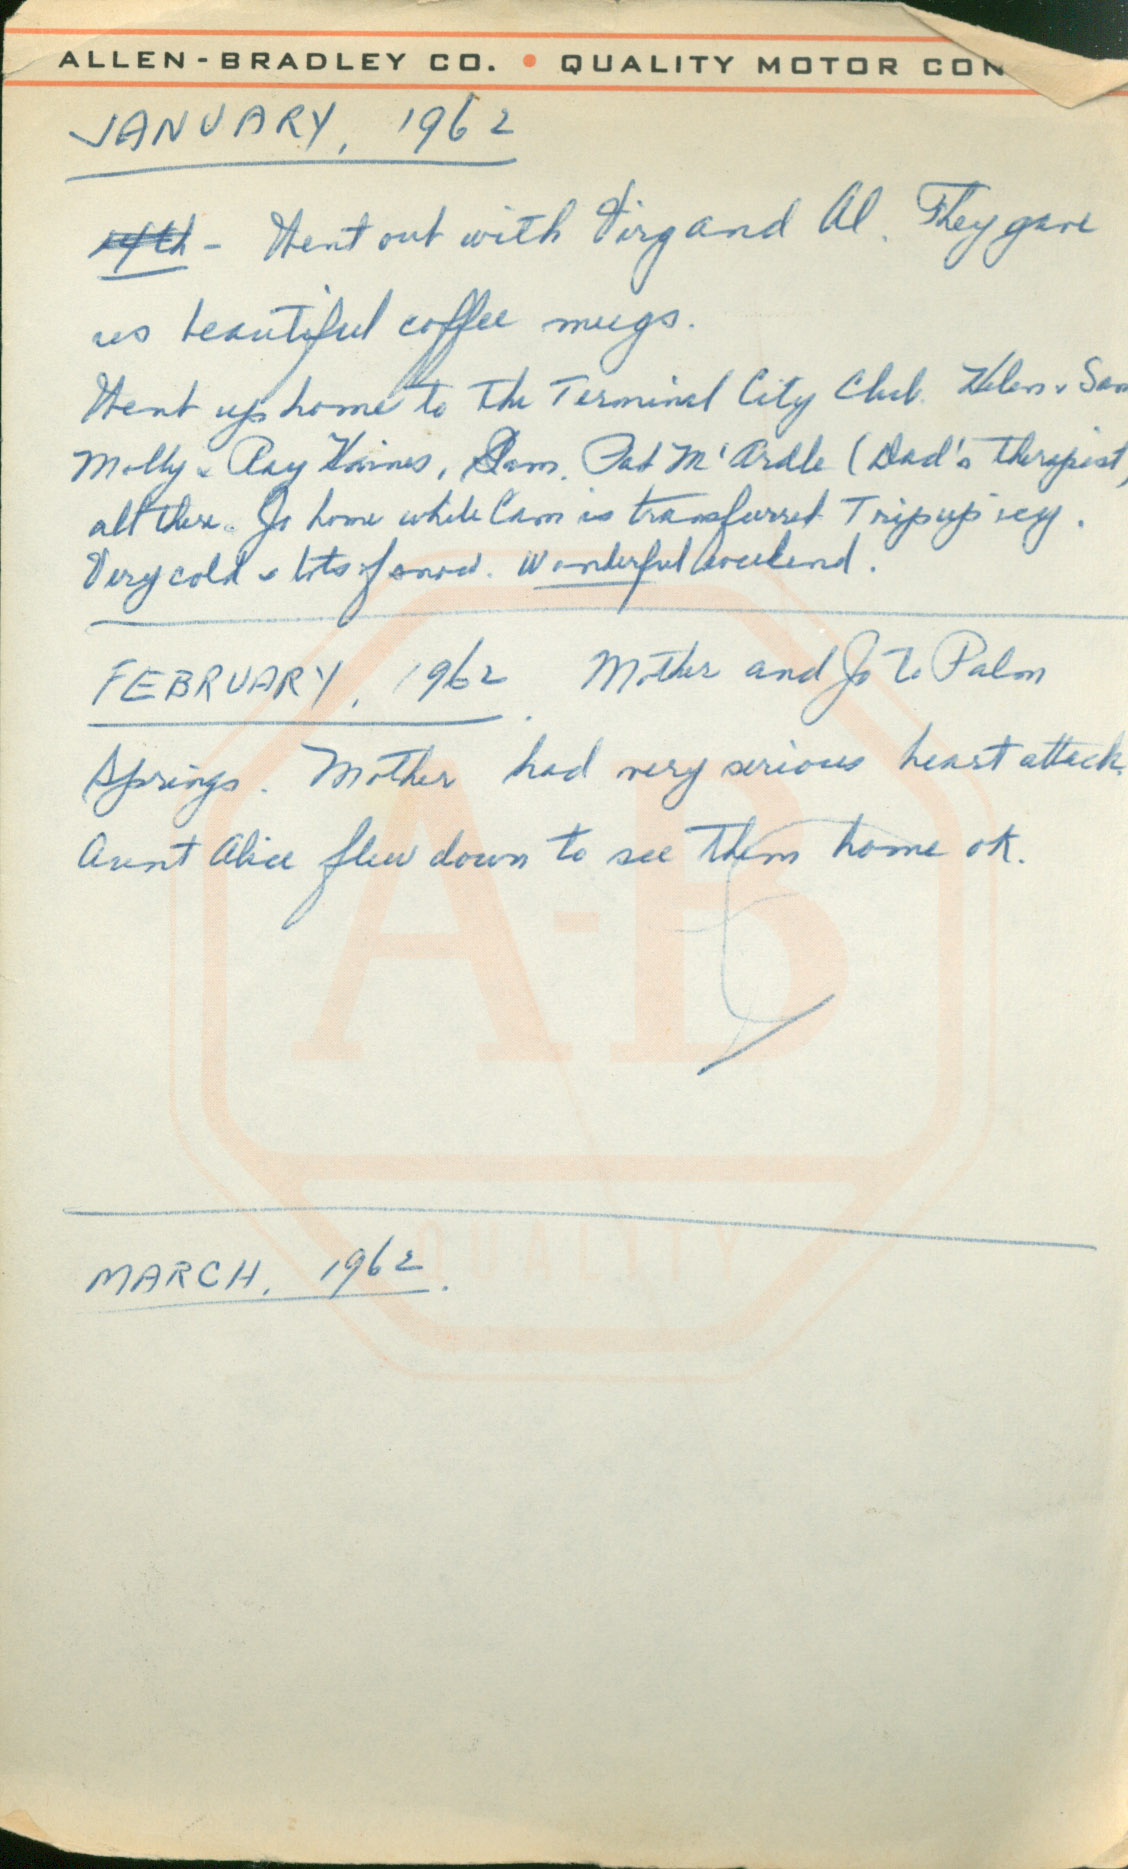 ALLEN-BRADLEY CO. • QUALITY MOTOR CON
JANUARY, 1962
14th - Went out with Virg and Al. They gave
us beautiful coffee mugs.
Went up home to the Terminal City Club. Helen & Sam
Molly & Ray Haines, Pat McArdle (Dad's therapist)
all there. Jo home while Cam is transferred. Trip up icy.
Very cold & lots of snow. Wonderful weekend.
FEBRUARY, 1962. Mother and Jo to Palm
Springs. Mother had very serious heart attack.
Aunt Alice flew down to see them home ok.
A-B
QUALITY
MARCH, 1962.